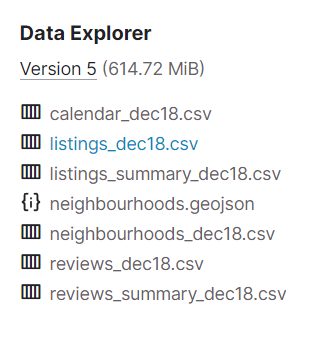 Data Explorer
Version 5 (614.72 MiB)
calendar_dec18.csv
listings_dec18.csv
listings_summary_dec18.csv
neighbourhoods.geojson
neighbourhoods_dec18.csv
reviews_dec18.csv
reviews_summary_dec18.csv